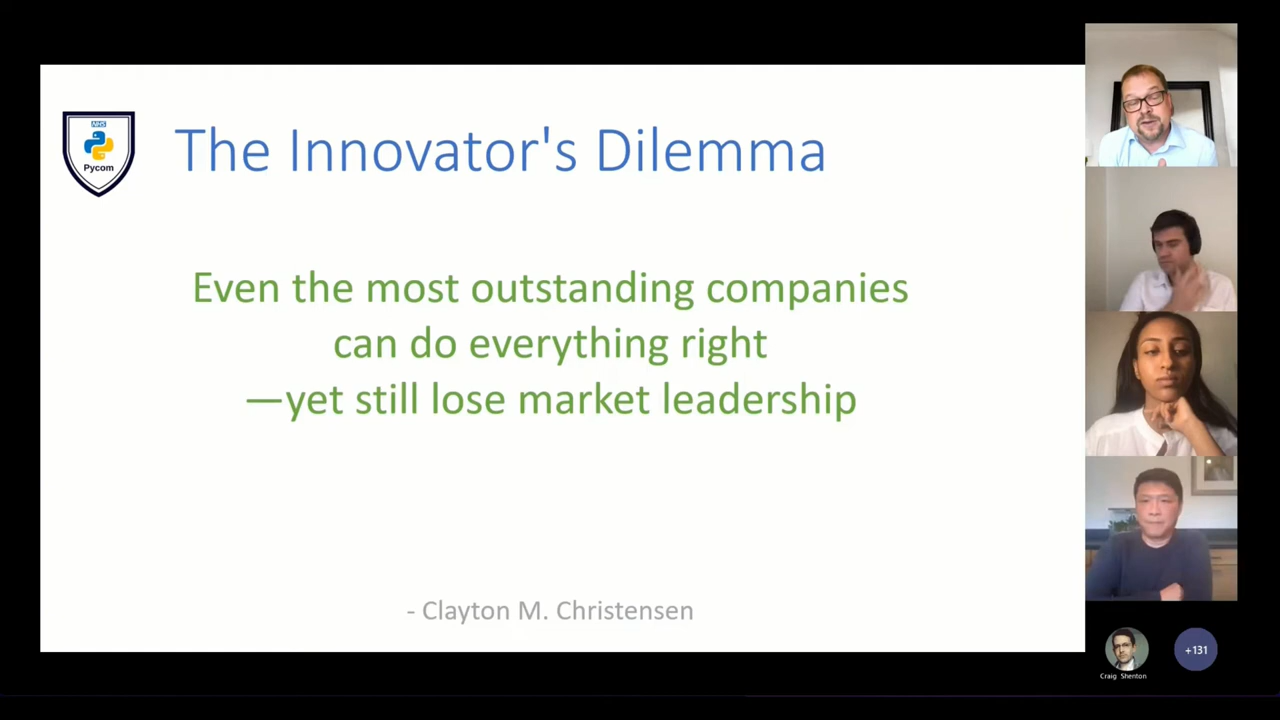 NHS
Pycom
The Innovator's Dilemma
Even the most outstanding companies
can do everything right
—yet still lose market leadership
- Clayton M. Christensen
Craig Shenton
+131